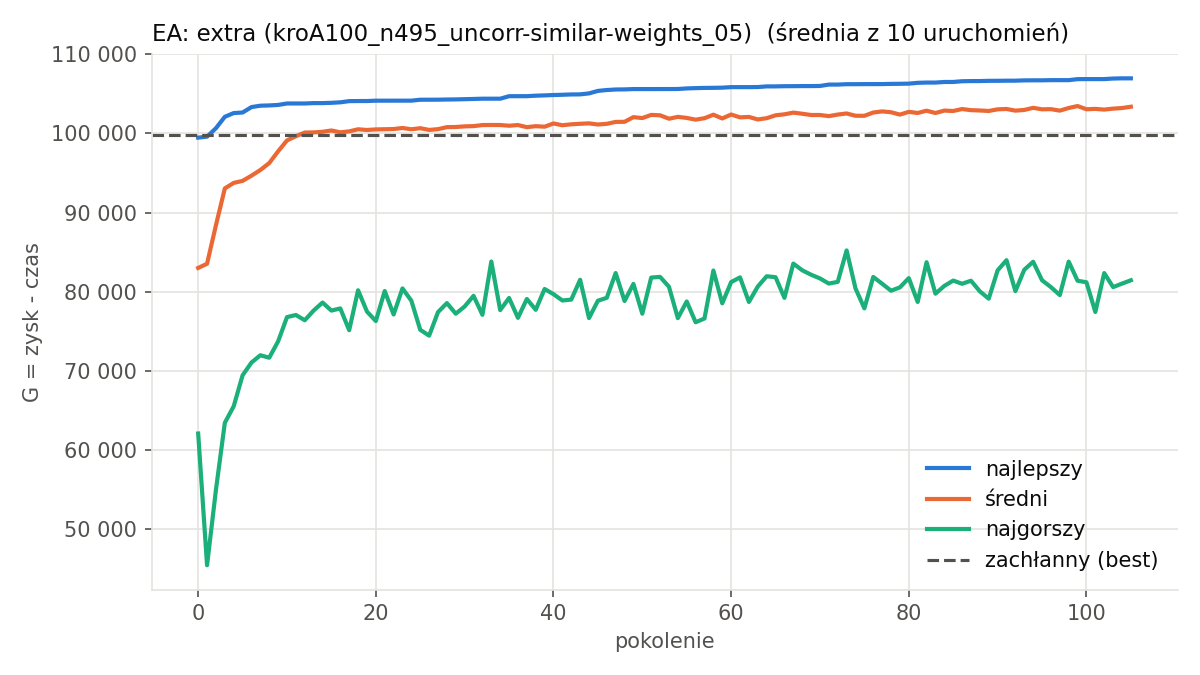 EA: extra (kroA100_n495_uncorr-similar-weights_05)  (średnia z 10 uruchomień)
G = zysk - czas
110 000
100 000
90 000
80 000
70 000
60 000
50 000
najlepszy
średni
najgorszy
zachłanny (best)
0
20
40
60
80
100
pokolenie